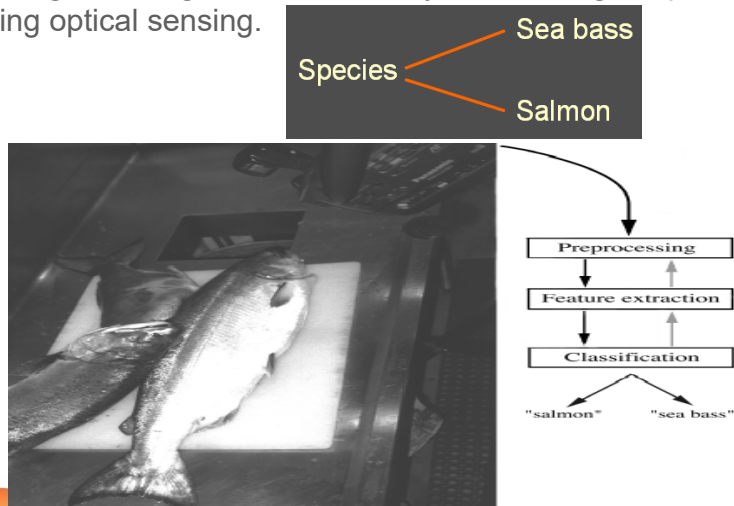 ing optical sensing.
Species
Sea bass
Salmon
Preprocessing
Feature extraction
Classification
"salmon"
"sea bass"